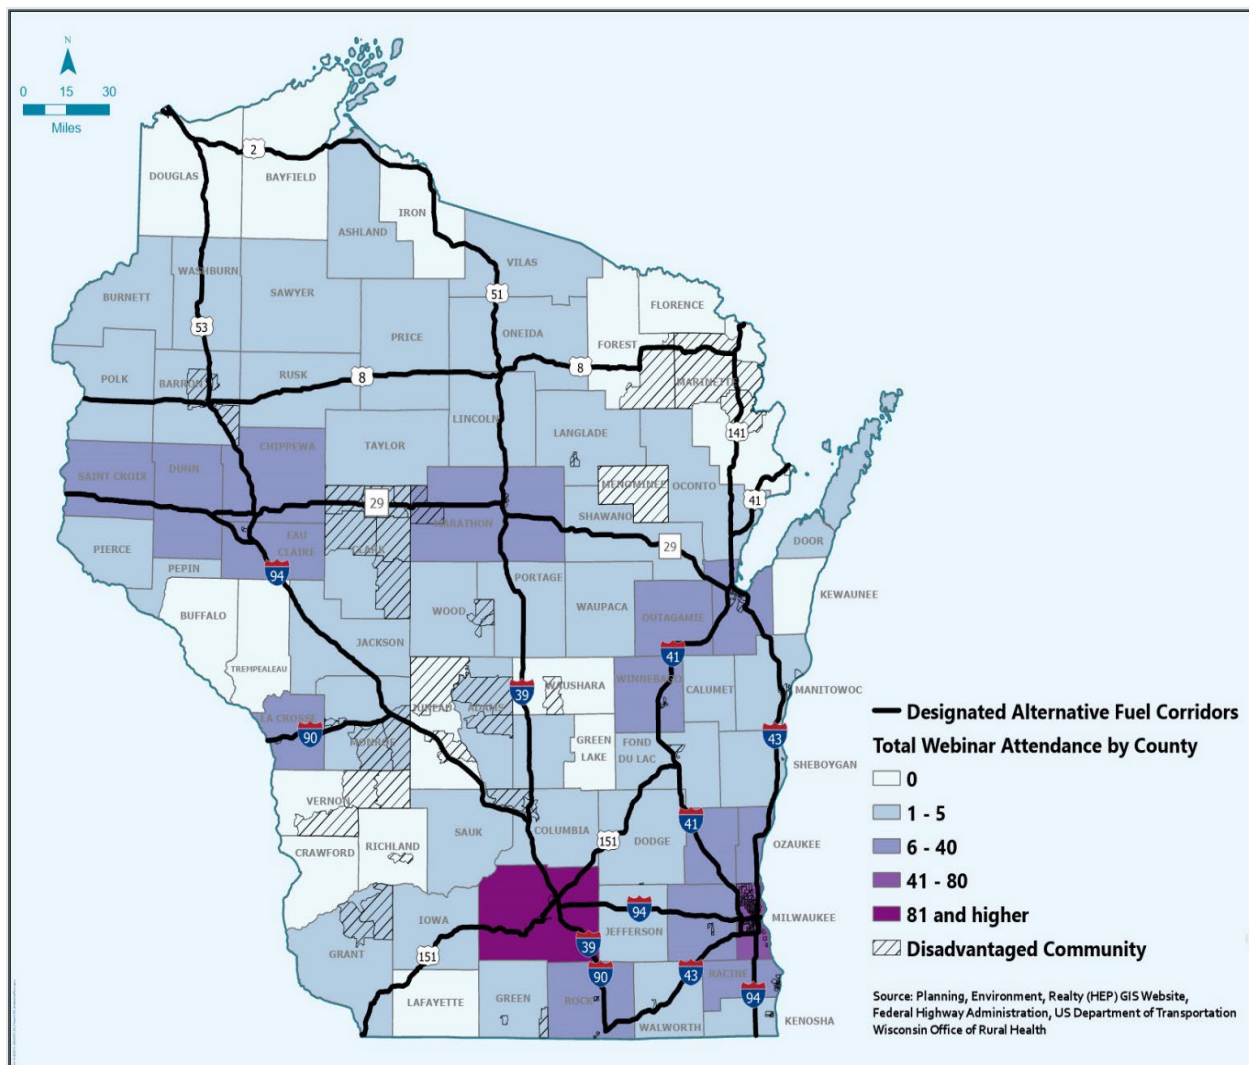 N
0 15 30
Miles
2
DOUGLAS
BAYFIELD
IRON
ASHLAND
VILAS
WASHBURN
BURNETT
SAWYER
51
FLORENCE
53
PRICE
ONEIDA
FOREST
POLK
BARRON
RUSK
8
8
MARINETTE
LINCOLN
141
CHIPPEWA
TAYLOR
LANGLADE
SAINT CROIX
DUNN
MENOMINEE
OCONTO
29
41
MARATHON
SHAWANO
EAU
CLAIRE
PIERCE
CLARK
29
DOOR
PEPIN
94
PORTAGE
KEWAUNEE
BUFFALO
WOOD
WAUPACA
OUTAGAMIE
JACKSON
41
TREMPEALEAU
WAUSHARA
WINNEBAGO
CALUMET
MANITOWOC
39
JUNEAU
ADAMS
LA CROSSE
90
MONROE
GREEN
LAKE
FOND
DU LAC
43
SHEBOYGAN
VERNON
SAUK
COLUMBIA
151
DODGE
41
OZAUKEE
CRAWFORD
RICHLAND
IOWA
94
JEFFERSON
MILWAUKEE
GRANT
151
39
90
43
RACINE
LAFAYETTE
GREEN
ROCK
WALWORTH
94
KENOSHA
Designated Alternative Fuel Corridors
Total Webinar Attendance by County
0
1 - 5
6 - 40
41 - 80
81 and higher
Disadvantaged Community
Source: Planning, Environment, Realty (HEP) GIS Website,
Federal Highway Administration, US Department of Transportation
Wisconsin Office of Rural Health